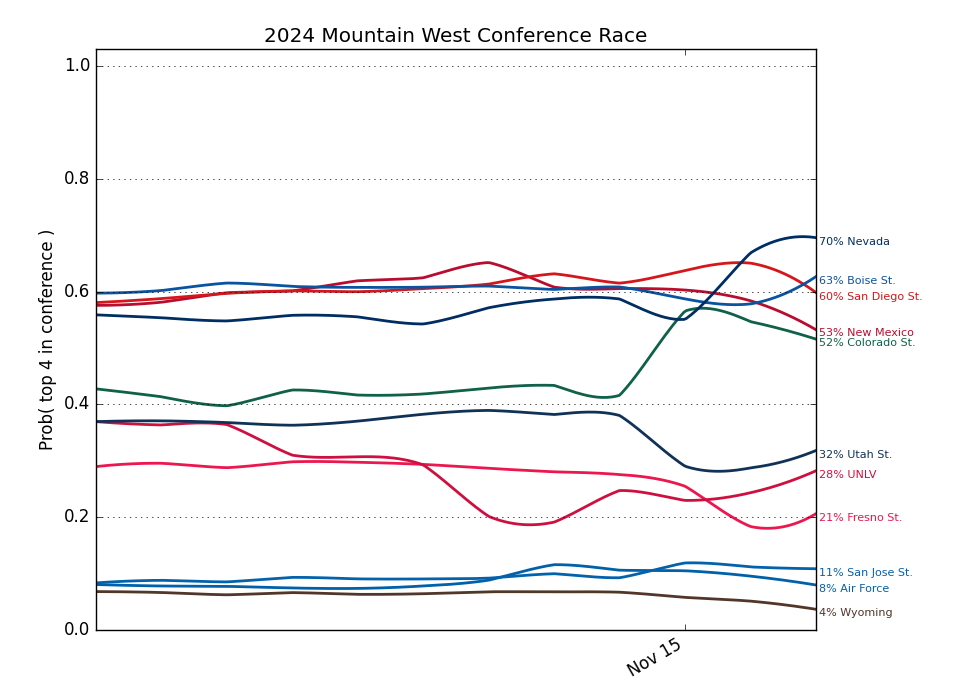 2024 Mountain West Conference Race
1.0
0.8
0.6
0.4
0.2
0.0
Prob( top 4 in conference )
Nov 15
70% Nevada
63% Boise St.
60% San Diego St.
53% New Mexico
52% Colorado St.
32% Utah St.
28% UNLV
21% Fresno St.
11% San Jose St.
8% Air Force
4% Wyoming